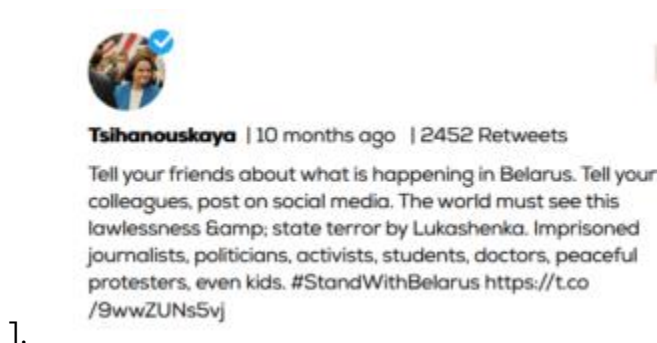 Tsihanouskaya | 10 months ago | 2452 Retweets
Tell your friends about what is happening in Belarus. Tell your
colleagues, post on social media. The world must see this
lawlessness &amp; state terror by Lukashenka. Imprisoned
journalists, politicians, activists, students, doctors, peaceful
protesters, even kids. #StandWithBelarus https://t.co
/9wwZUNs5vj
1.